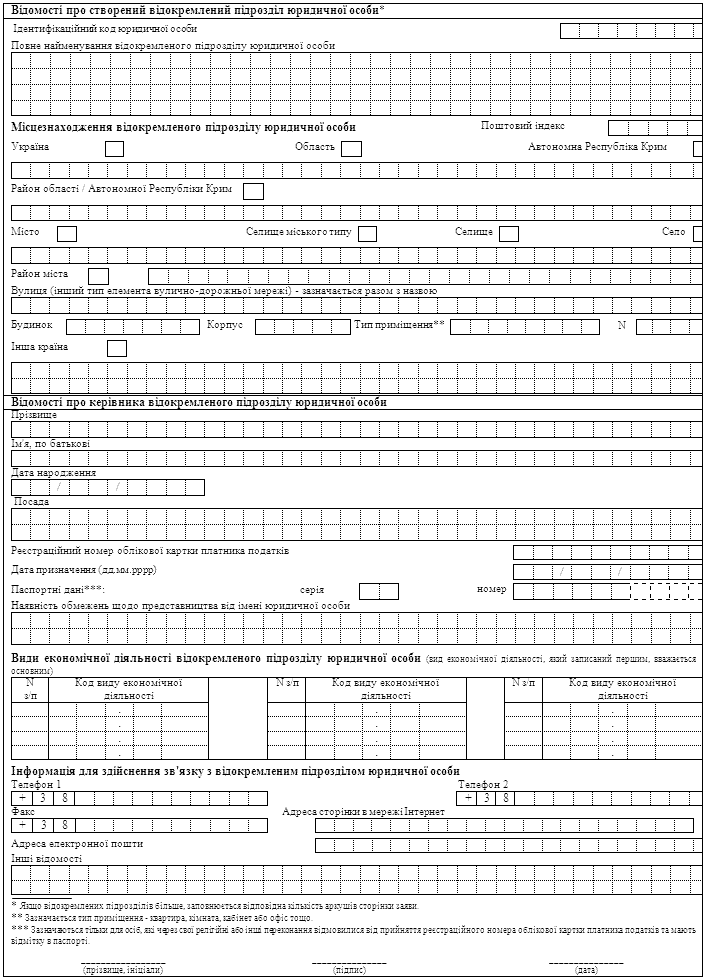 Відомості про створений відокремлений підрозділ юридичної особи*
Ідентифікаційний код юридичної особи
Повне найменування відокремленого підрозділу юридичної особи
Місцезнаходження відокремленого підрозділу юридичної особи Поштовий індекс
Україна Область Автономна Республіка Крим
Район області / Автономної Республіки Крим
Місто Селище міського типу Селище Село
Район міста
Вулиця (інший тип елемента вулично-дорожньої мережі) - зазначається разом з назвою
Будинок Корпус Тип приміщення** N
Інша країна
Відомості про керівника відокремленого підрозділу юридичної особи
Прізвище
Ім'я, по батькові
Дата народження
/ /
Посада
Реєстраційний номер облікової картки платника податків
Дата призначення (дд.мм.рррр) / /
Паспортні дані***: серія номер
Наявність обмежень щодо представництва від імені юридичної особи
Види економічної діяльності відокремленого підрозділу юридичної особи (вид економічної діяльності, який записаний першим, вважається
основним)
N Код виду економічної N з/п Код виду економічної N з/п Код виду економічної
з/п діяльності діяльності діяльності
. . .
. . .
. . .
. . .
Інформація для здійснення зв'язку з відокремленим підрозділом юридичної особи
Телефон 1 Телефон 2
+ 3 8 + 3 8
Факс Адреса сторінки в мережі Інтернет
+ 3 8
Адреса електронної пошти
Інші відомості
* Якщо відокремлених підрозділів більше, заповнюється відповідна кількість аркушів сторінки заяви.
** Зазначається тип приміщення - квартира, кімната, кабінет або офіс тощо.
*** Зазначаються тільки для осіб, які через свої релігійні або інші переконання відмовилися від прийняття реєстраційного номера облікової картки платника податків та мають
відмітку в паспорті.
(прізвище, ініціали) (підпис) (дата)